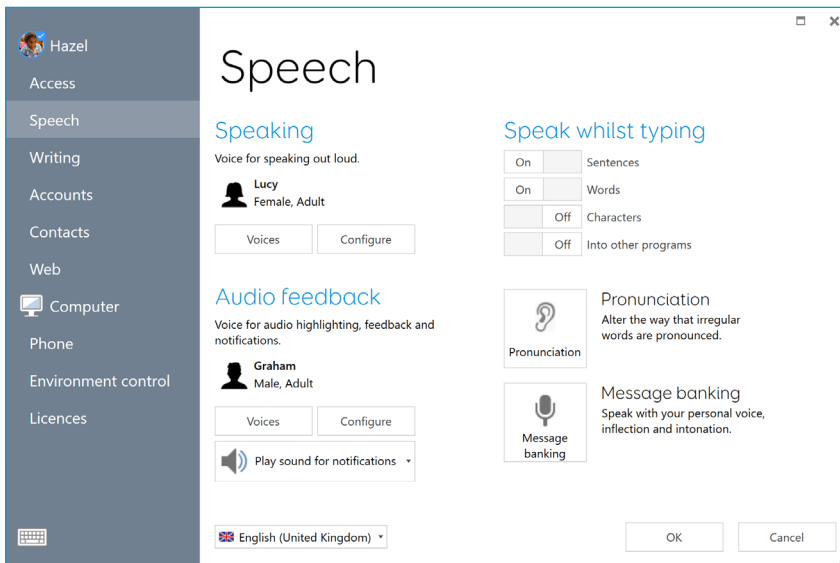 Hazel
Access
Speech
Writing
Accounts
Contacts
Web
Computer
Phone
Environment control
Licences
Speech
Speaking
Voice for speaking out loud.
Lucy
Female, Adult
Voices
Configure
Audio feedback
Voice for audio highlighting, feedback and
notifications.
Graham
Male, Adult
Voices
Configure
Play sound for notifications
English (United Kingdom)
Speak whilst typing
On
Sentences
On
Words
Off
Characters
Off
Into other programs
Pronunciation
Pronunciation
Alter the way that irregular
words are pronounced.
Message
banking
Message banking
Speak with your personal voice,
inflection and intonation.
OK
Cancel